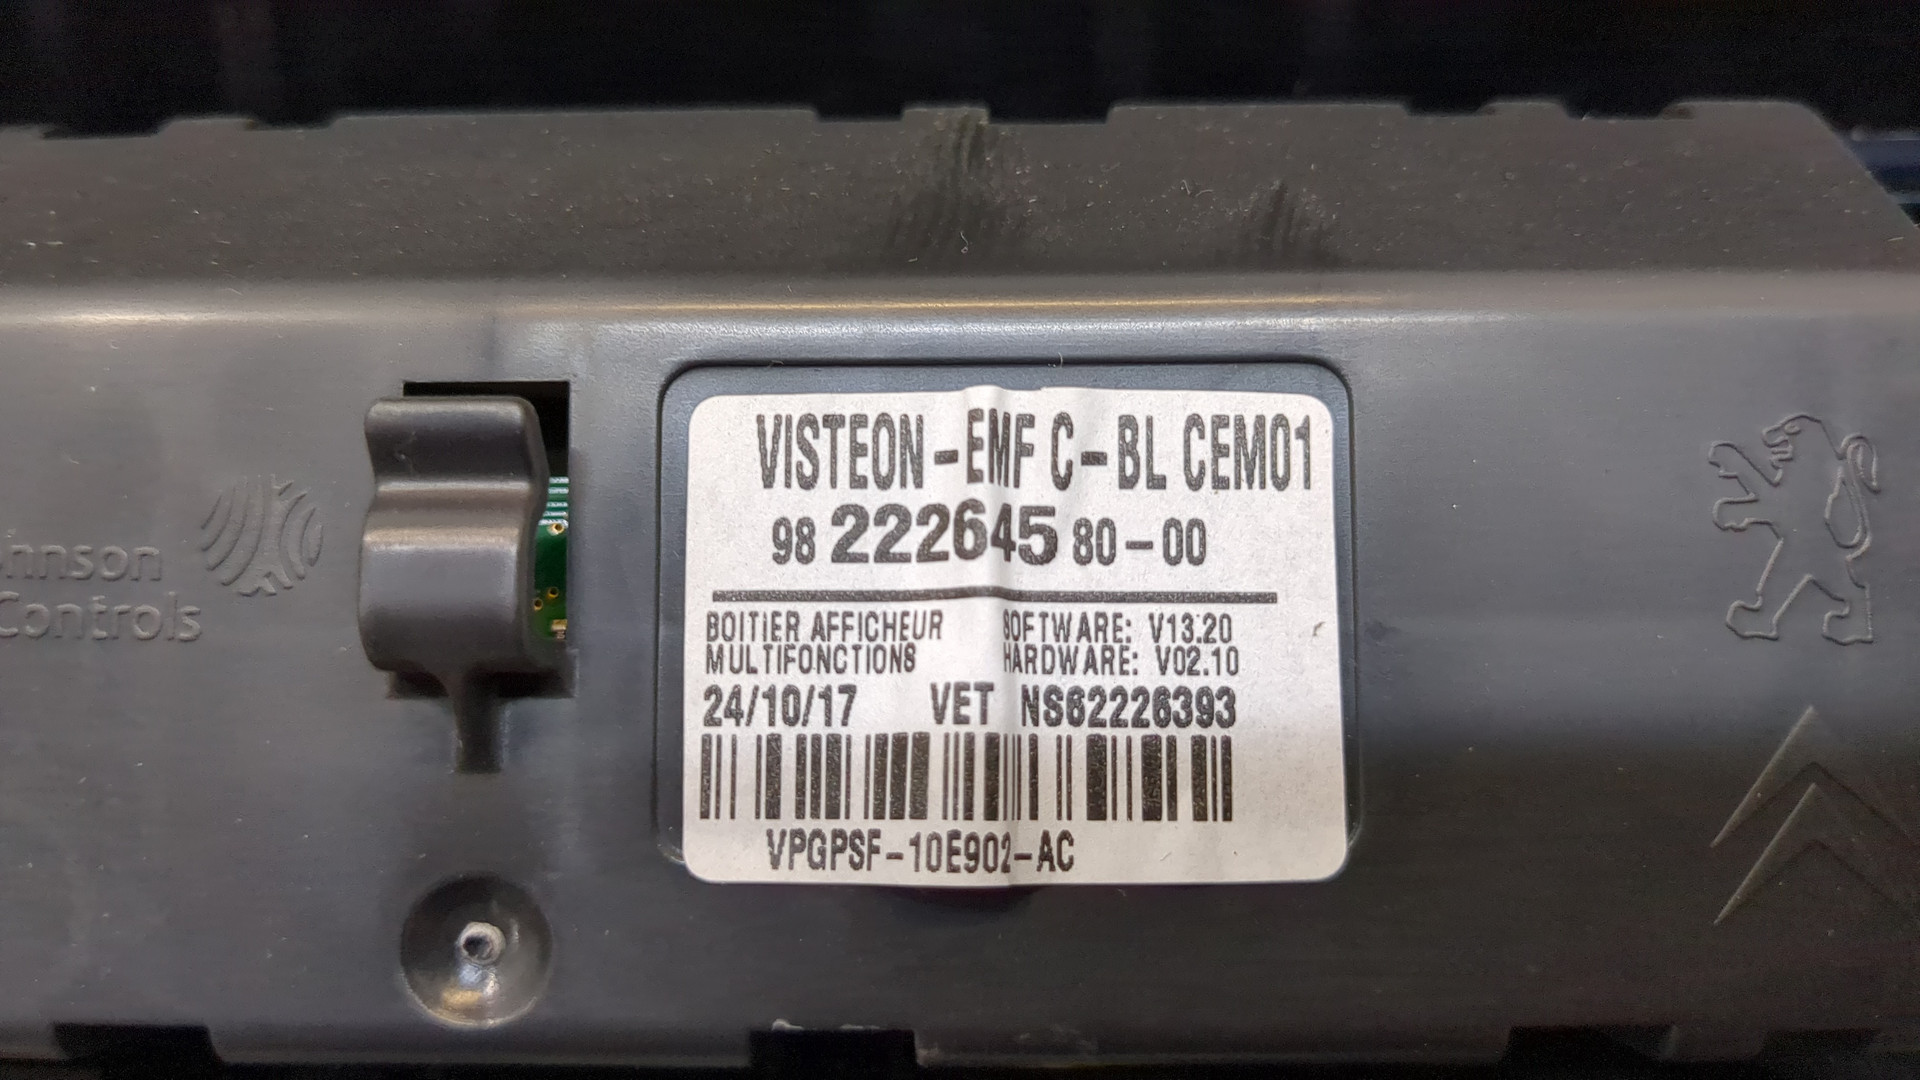 VISTEON-EMF C-BL CEM01
98 222645 80-00
BOITIER AFFICHEUR
MULTIFONCTIONS
SOFTWARE: V13.20
HARDWARE: V02.10
24/10/17 VET NS62226393
VPGPSF-10E902-AC
Controls